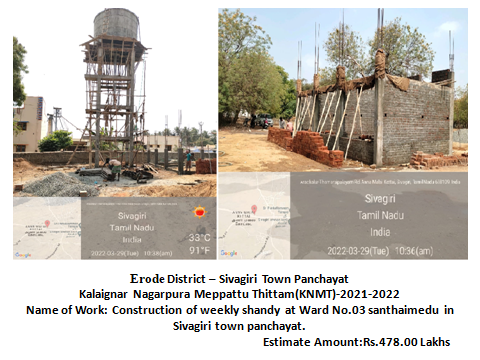 Sivagiri
Tamil Nadu
India
33°C
91°F
2022-03-29(Tue) 10:38(am)
Google
Sivagiri
Tamil Nadu
India
2022-03-29(Tue) 10:36(am)
Google
Erode District – Sivagiri Town Panchayat
Kalaignar Nagarpura Meppattu Thittam(KNMT)-2021-2022
Name of Work: Construction of weekly shandy at Ward No.03 santhaimedu in
Sivagiri town panchayat.
Estimate Amount:Rs.478.00 Lakhs